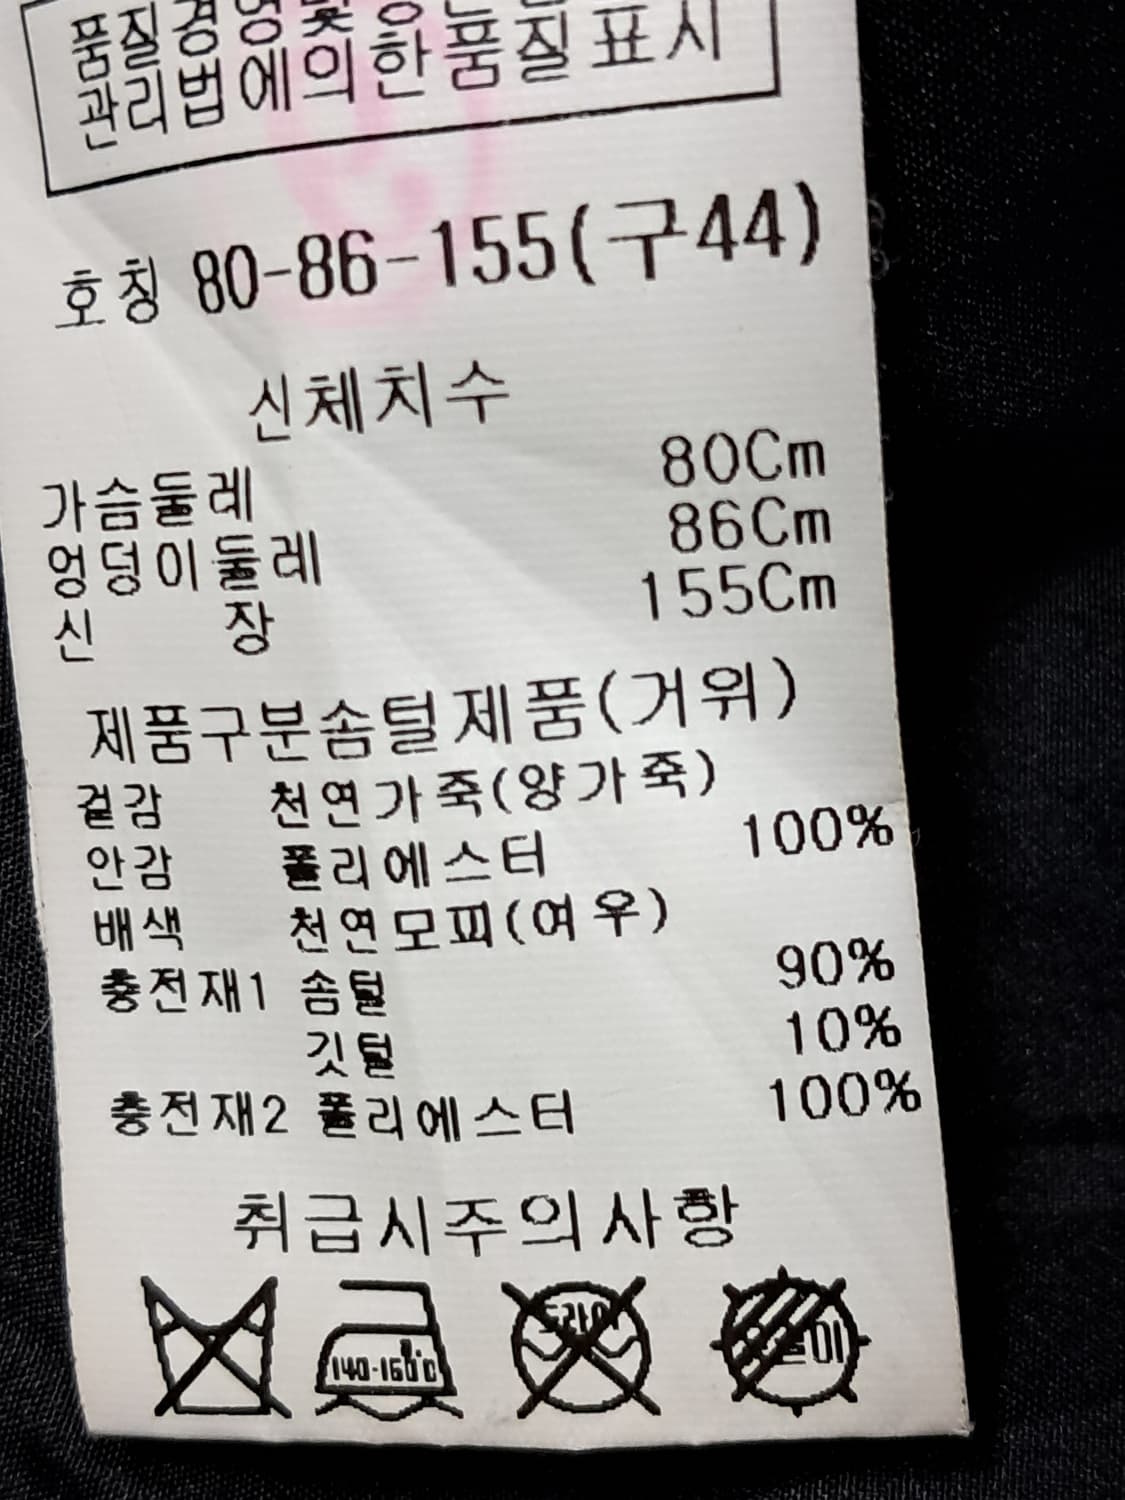 품질경영및
관리법에의한품질표시
호칭 80-86-155(구44)
신체치수
가슴둘레 80Cm
엉덩이둘레 86Cm
신 장 155Cm
제품구분솜털제품(거위)
겉감 천연가죽(양가죽)
안감 폴리에스터 100%
배색 천연모피(여우)
충전재1 솜털 90%
깃털 10%
충전재2 폴리에스터 100%
취급시주의사항
140-160℃
드라이